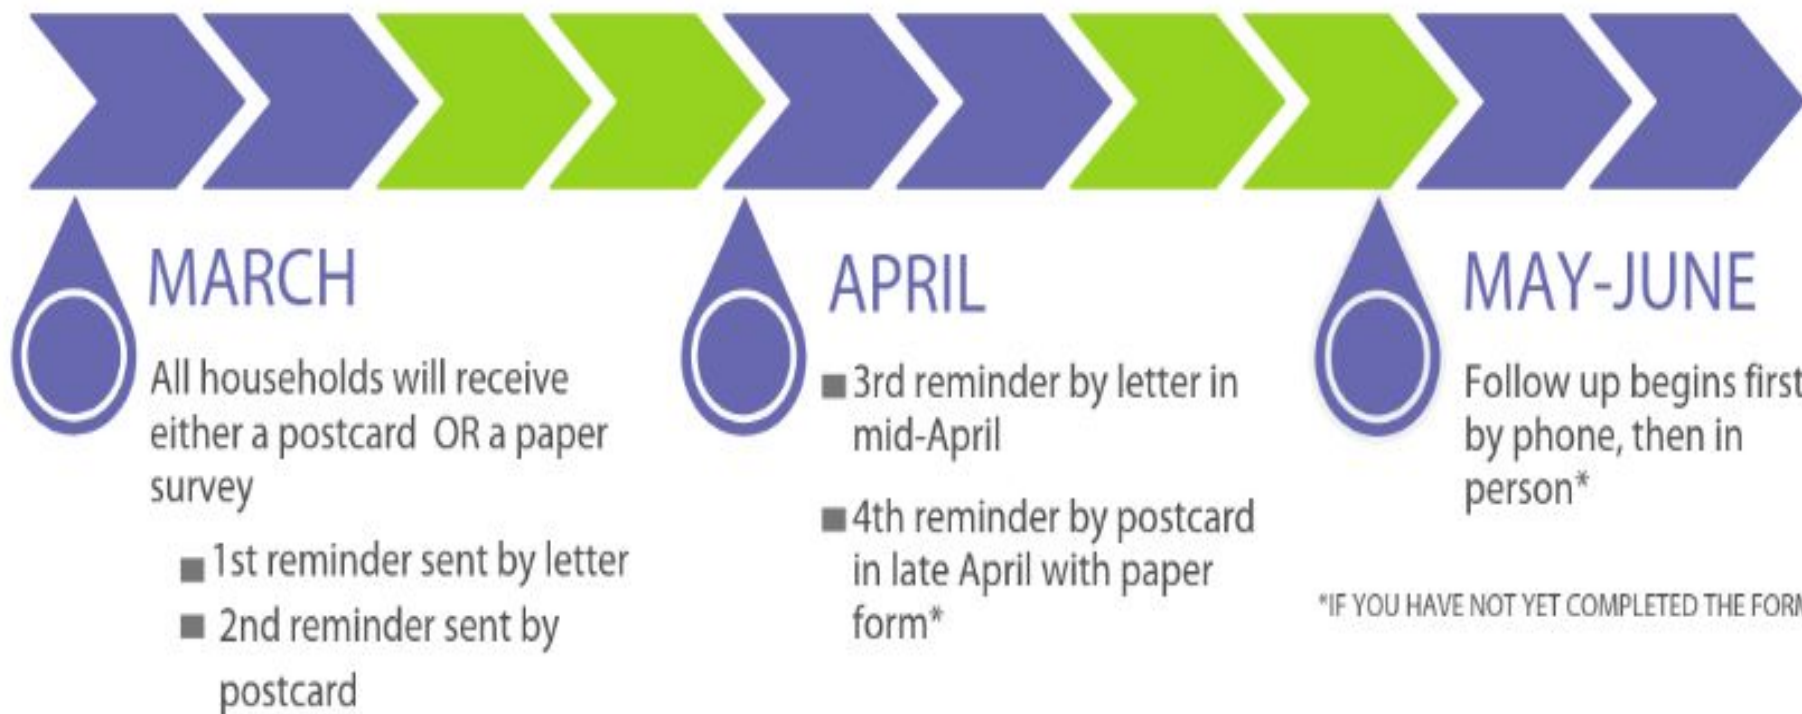 MARCH
All households will receive
either a postcard OR a paper
survey
■ 1st reminder sent by letter
■ 2nd reminder sent by
postcard
APRIL
■ 3rd reminder by letter in
mid-April
■ 4th reminder by postcard
in late April with paper
form*
MAY-JUNE
Follow up begins first
by phone, then in
person*
*IF YOU HAVE NOT YET COMPLETED THE FORM